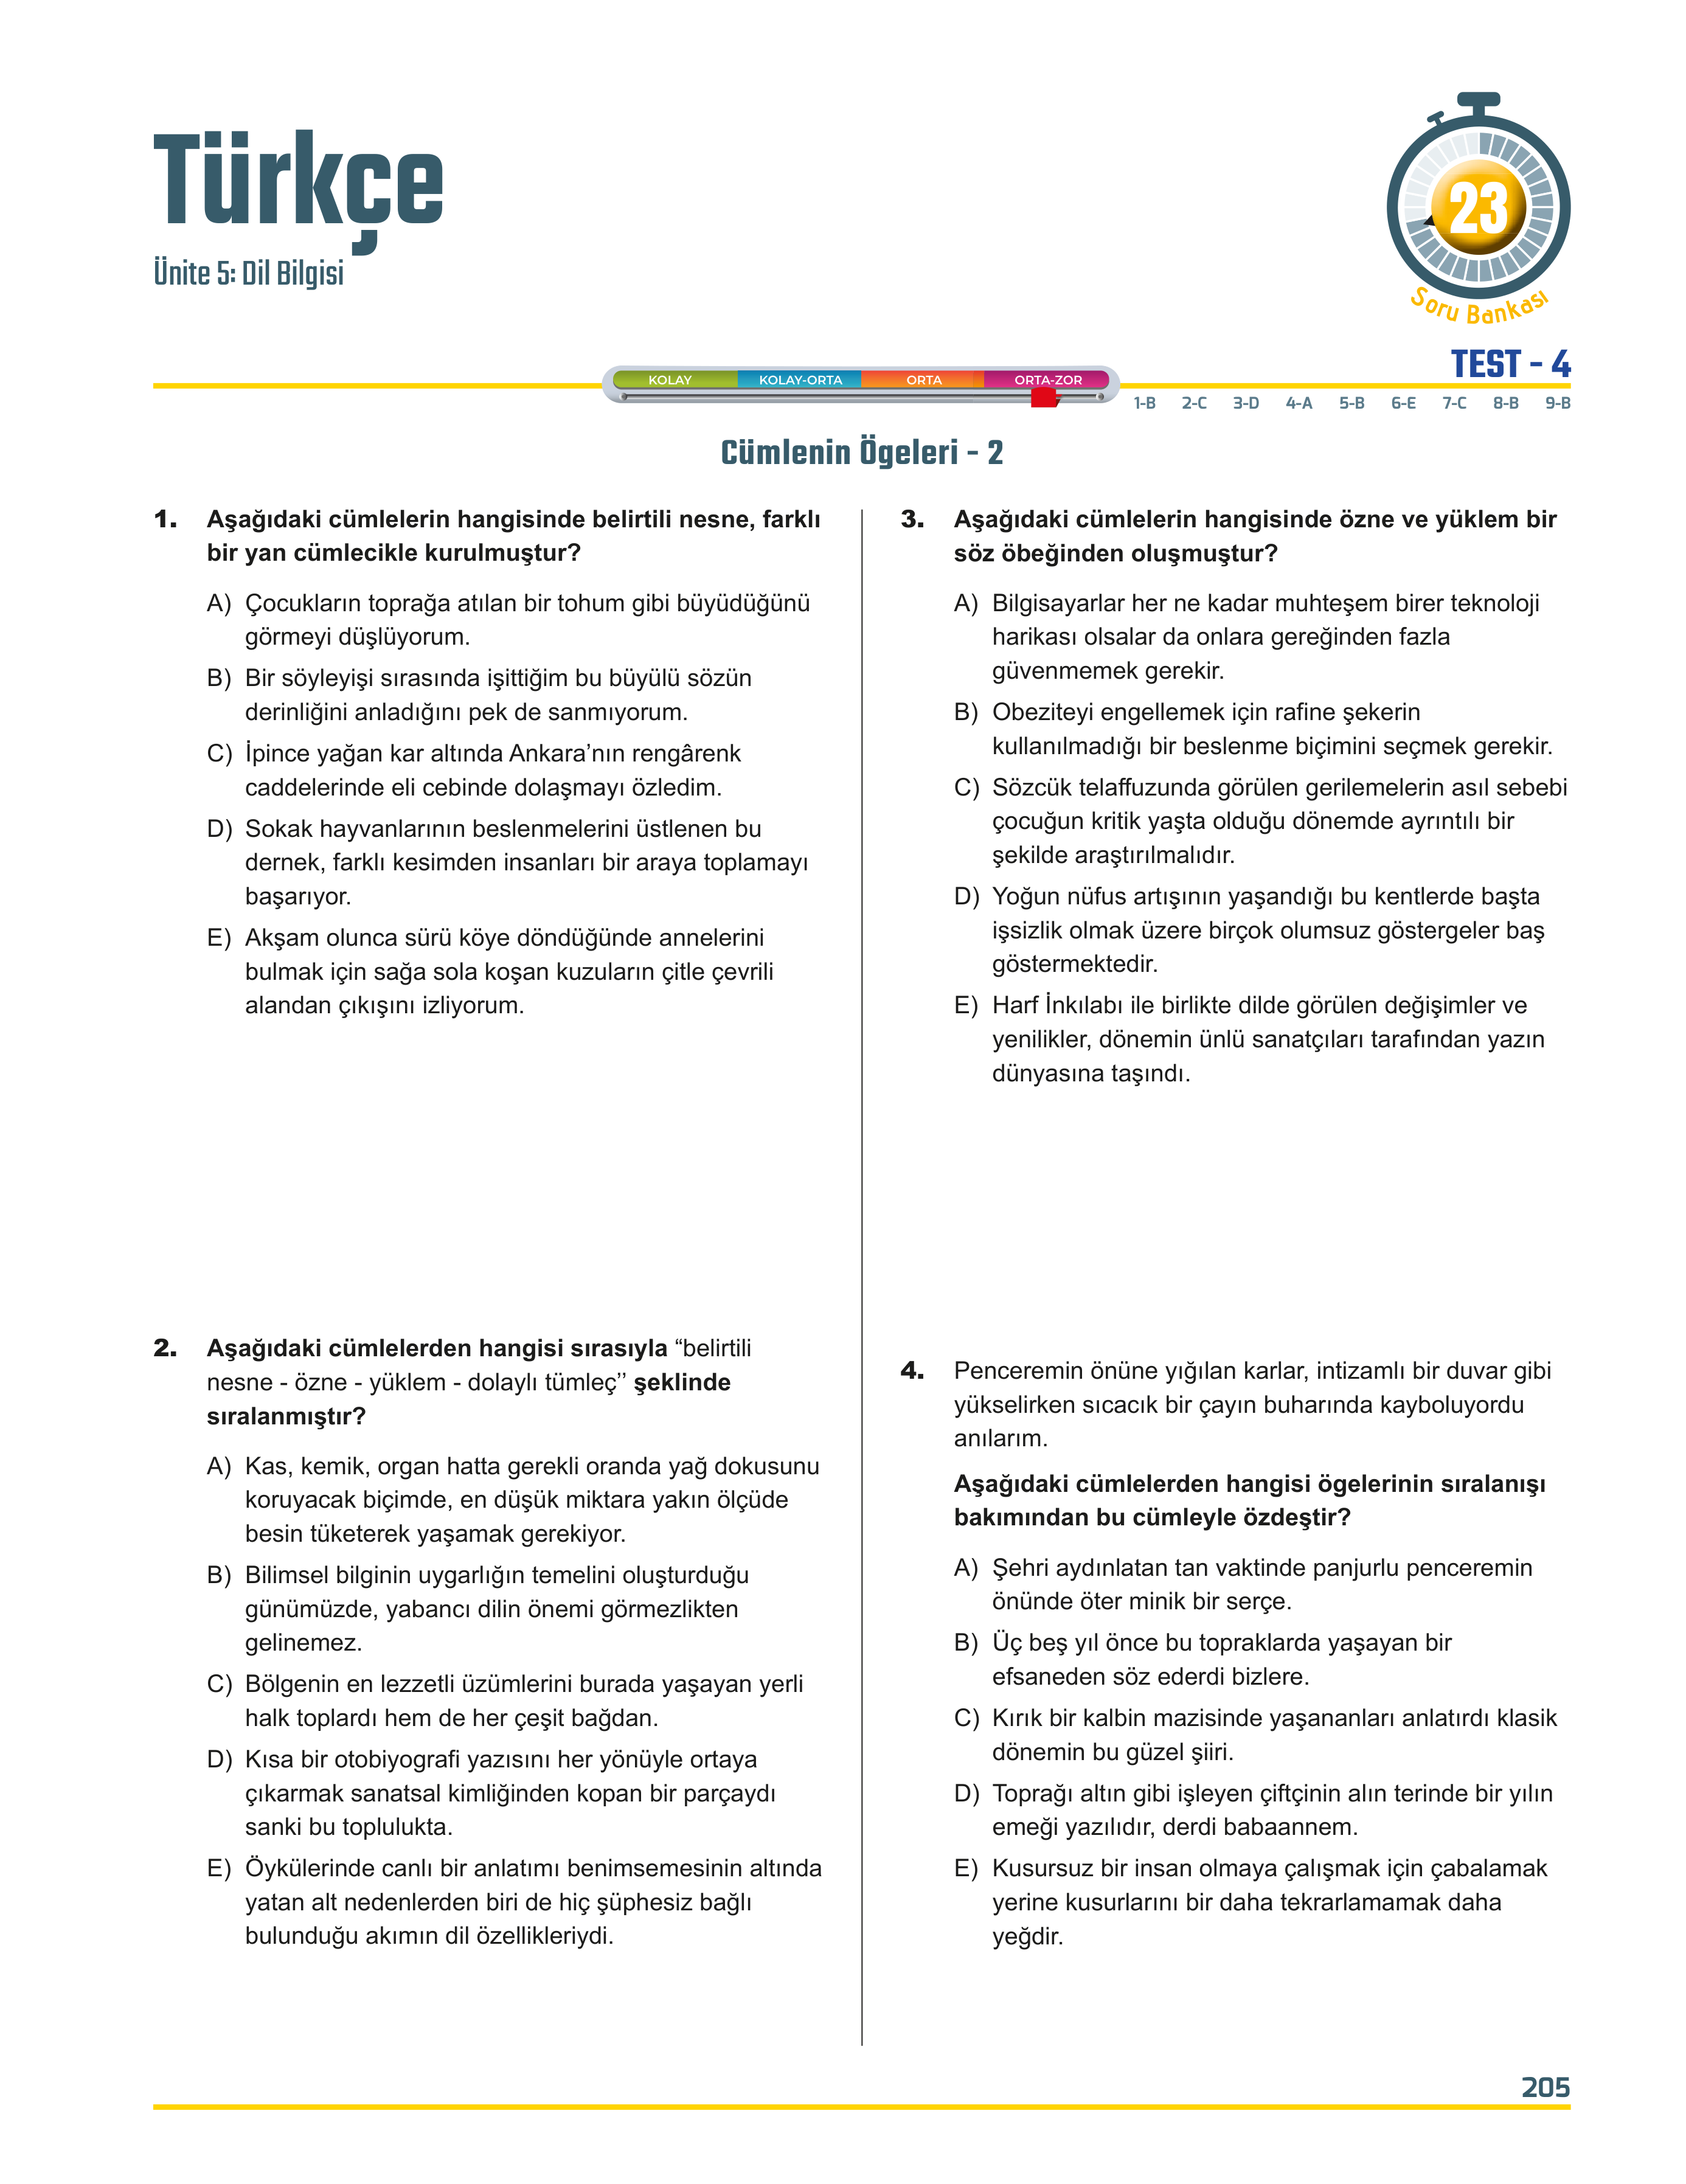 Türkçe
Ünite 5: Dil Bilgisi
23
Soru Bankası
TEST - 4
KOLAY KOLAY-ORTA ORTA ORTA-ZOR
1-B 2-C 3-D 4-A 5-B 6-E 7-C 8-B 9-B
Cümlenin Ögeleri - 2
1. Aşağıdaki cümlelerin hangisinde belirtili nesne, farklı
bir yan cümlecikle kurulmuştur?
A) Çocukların toprağa atılan bir tohum gibi büyüdüğünü
görmeyi düşlüyorum.
B) Bir söyleyişi sırasında işittiğim bu büyülü sözün
derinliğini anladığını pek de sanmıyorum.
C) İpince yağan kar altında Ankara’nın rengârenk
caddelerinde eli cebinde dolaşmayı özledim.
D) Sokak hayvanlarının beslenmelerini üstlenen bu
dernek, farklı kesimden insanları bir araya toplamayı
başarıyor.
E) Akşam olunca sürü köye döndüğünde annelerini
bulmak için sağa sola koşan kuzuların çitle çevrili
alandan çıkışını izliyorum.
2. Aşağıdaki cümlelerden hangisi sırasıyla “belirtili
nesne - özne - yüklem - dolaylı tümleç’’ şeklinde
sıralanmıştır?
A) Kas, kemik, organ hatta gerekli oranda yağ dokusunu
koruyacak biçimde, en düşük miktara yakın ölçüde
besin tüketerek yaşamak gerekiyor.
B) Bilimsel bilginin uygarlığın temelini oluşturduğu
günümüzde, yabancı dilin önemi görmezlikten
gelinemez.
C) Bölgenin en lezzetli üzümlerini burada yaşayan yerli
halk toplardı hem de her çeşit bağdan.
D) Kısa bir otobiyografi yazısını her yönüyle ortaya
çıkarmak sanatsal kimliğinden kopan bir parçaydı
sanki bu toplulukta.
E) Öykülerinde canlı bir anlatımı benimsemesinin altında
yatan alt nedenlerden biri de hiç şüphesiz bağlı
bulunduğu akımın dil özellikleriydi.
3. Aşağıdaki cümlelerin hangisinde özne ve yüklem bir
söz öbeğinden oluşmuştur?
A) Bilgisayarlar her ne kadar muhteşem birer teknoloji
harikası olsalar da onlara gereğinden fazla
güvenmemek gerekir.
B) Obeziteyi engellemek için rafine şekerin
kullanılmadığı bir beslenme biçimini seçmek gerekir.
C) Sözcük telaffuzunda görülen gerilemelerin asıl sebebi
çocuğun kritik yaşta olduğu dönemde ayrıntılı bir
şekilde araştırılmalıdır.
D) Yoğun nüfus artışının yaşandığı bu kentlerde başta
işsizlik olmak üzere birçok olumsuz göstergeler baş
göstermektedir.
E) Harf İnkılabı ile birlikte dilde görülen değişimler ve
yenilikler, dönemin ünlü sanatçıları tarafından yazın
dünyasına taşındı.
4. Penceremin önüne yığılan karlar, intizamlı bir duvar gibi
yükselirken sıcacık bir çayın buharında kayboluyordu
anılarım.
Aşağıdaki cümlelerden hangisi ögelerinin sıralanışı
bakımından bu cümleyle özdeştir?
A) Şehri aydınlatan tan vaktinde panjurlu penceremin
önünde öter minik bir serçe.
B) Üç beş yıl önce bu topraklarda yaşayan bir
efsaneden söz ederdi bizlere.
C) Kırık bir kalbin mazisinde yaşananları anlatırdı klasik
dönemin bu güzel şiiri.
D) Toprağı altın gibi işleyen çiftçinin alın terinde bir yılın
emeği yazılıdır, derdi babaannem.
E) Kusursuz bir insan olmaya çalışmak için çabalamak
yerine kusurlarını bir daha tekrarlamamak daha
yeğdir.
205